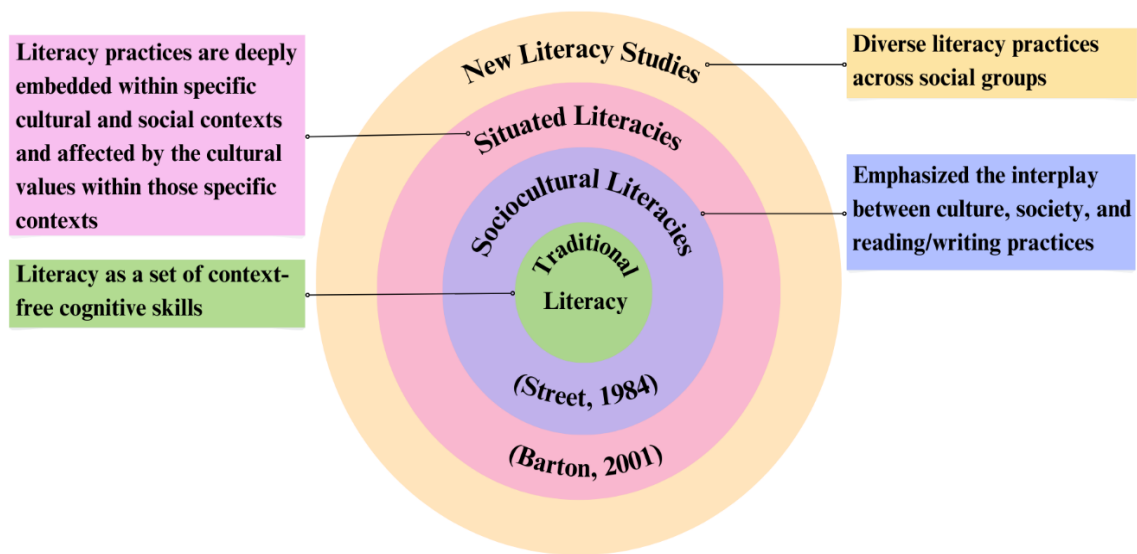 Literacy practices are deeply
embedded within specific
cultural and social contexts
and affected by the cultural
values within those specific
contexts
Literacy as a set of context-
free cognitive skills
New Literacy Studies
Situated Literacies
Sociocultural Literacies
Traditional
Literacy
(Street, 1984)
(Barton, 2001)
Diverse literacy practices
across social groups
Emphasized the interplay
between culture, society, and
reading/writing practices